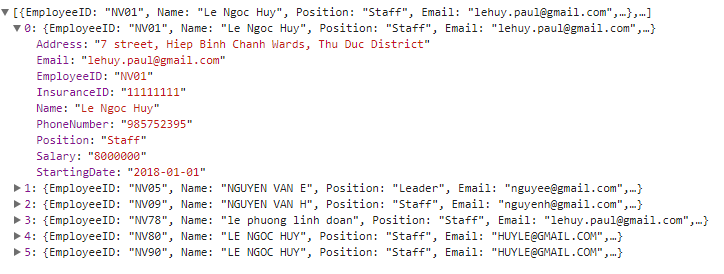 [{EmployeeID: "NV01", Name: "Le Ngoc Huy", Position: "Staff", Email: "lehuy.paul@gmail.com",…},…]
0: {EmployeeID: "NV01", Name: "Le Ngoc Huy", Position: "Staff", Email: "lehuy.paul@gmail.com",…}
Address: "7 street, Hiep Binh Chanh Wards, Thu Duc District"
Email: "lehuy.paul@gmail.com"
EmployeeID: "NV01"
InsuranceID: "11111111"
Name: "Le Ngoc Huy"
PhoneNumber: "985752395"
Position: "Staff"
Salary: "8000000"
StartingDate: "2018-01-01"
1: {EmployeeID: "NV05", Name: "NGUYEN VAN E", Position: "Leader", Email: "nguyee@gmail.com",…}
2: {EmployeeID: "NV09", Name: "NGUYEN VAN H", Position: "Staff", Email: "nguyenh@gmail.com",…}
3: {EmployeeID: "NV78", Name: "le phuong linh doan", Position: "Staff", Email: "lehuy.paul@gmail.com",…}
4: {EmployeeID: "NV80", Name: "LE NGOC HUY", Position: "Staff", Email: "HUYLE@GMAIL.COM",…}
5: {EmployeeID: "NV90", Name: "LE NGOC HUY", Position: "Staff", Email: "HUYLE@GMAIL.COM",…}